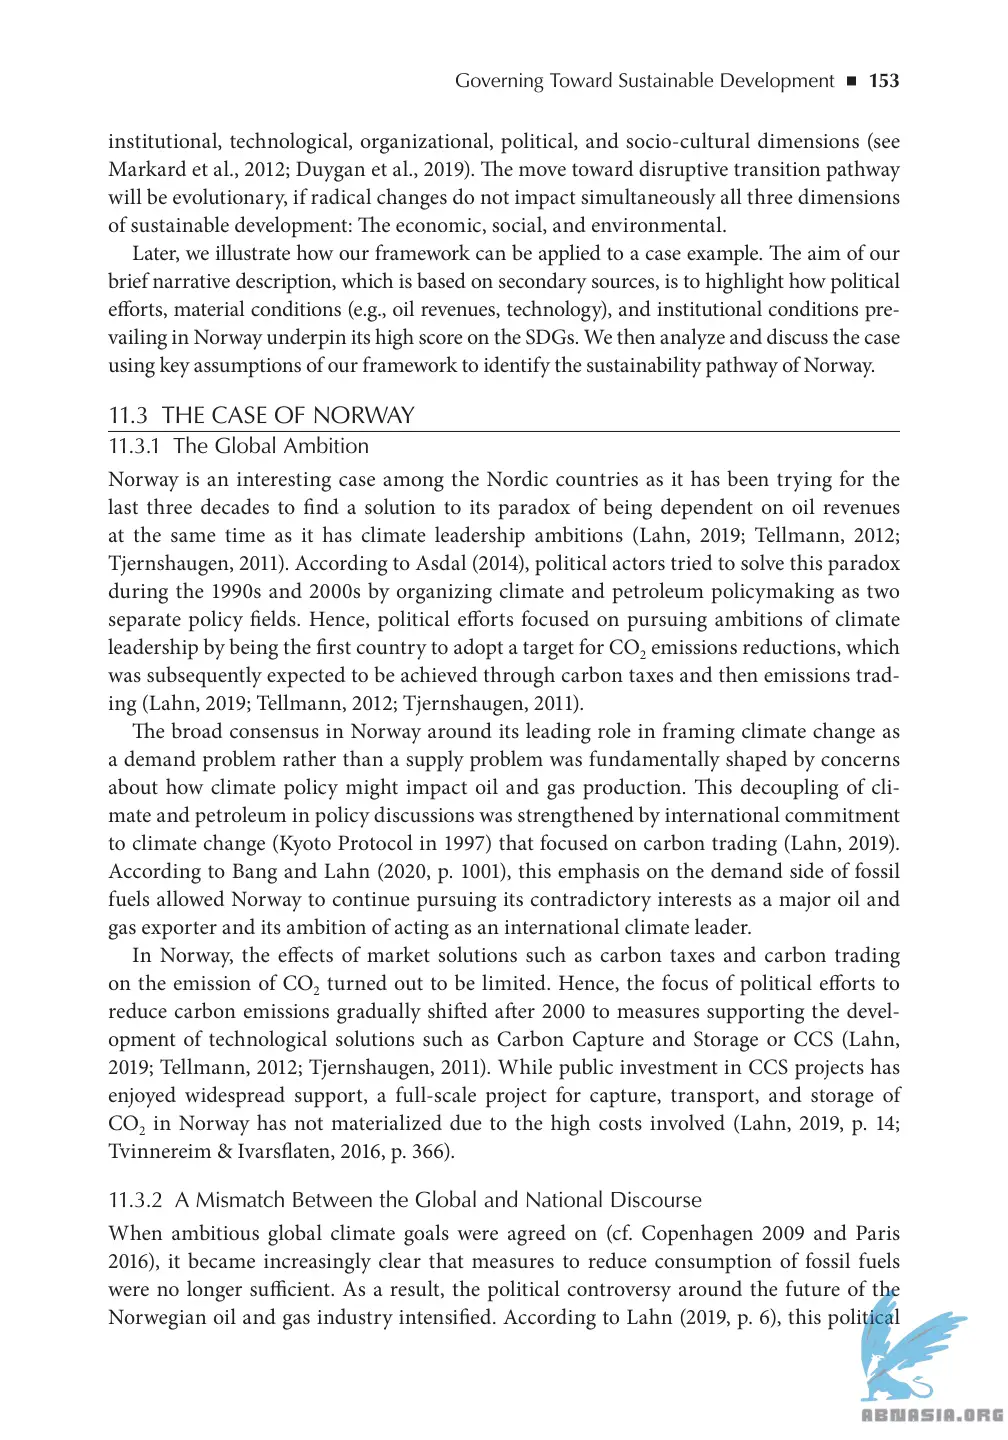 Governing Toward Sustainable Development ■ 153
institutional, technological, organizational, political, and socio-cultural dimensions (see
Markard et al., 2012; Duygan et al., 2019). The move toward disruptive transition pathway
will be evolutionary, if radical changes do not impact simultaneously all three dimensions
of sustainable development: The economic, social, and environmental.
Later, we illustrate how our framework can be applied to a case example. The aim of our
brief narrative description, which is based on secondary sources, is to highlight how political
efforts, material conditions (e.g., oil revenues, technology), and institutional conditions pre-
vailing in Norway underpin its high score on the SDGs. We then analyze and discuss the case
using key assumptions of our framework to identify the sustainability pathway of Norway.
11.3 THE CASE OF NORWAY
11.3.1 The Global Ambition
Norway is an interesting case among the Nordic countries as it has been trying for the
last three decades to find a solution to its paradox of being dependent on oil revenues
at the same time as it has climate leadership ambitions (Lahn, 2019; Tellmann, 2012;
Tjernshaugen, 2011). According to Asdal (2014), political actors tried to solve this paradox
during the 1990s and 2000s by organizing climate and petroleum policymaking as two
separate policy fields. Hence, political efforts focused on pursuing ambitions of climate
leadership by being the first country to adopt a target for CO₂ emissions reductions, which
was subsequently expected to be achieved through carbon taxes and then emissions trad-
ing (Lahn, 2019; Tellmann, 2012; Tjernshaugen, 2011).
The broad consensus in Norway around its leading role in framing climate change as
a demand problem rather than a supply problem was fundamentally shaped by concerns
about how climate policy might impact oil and gas production. This decoupling of cli-
mate and petroleum in policy discussions was strengthened by international commitment
to climate change (Kyoto Protocol in 1997) that focused on carbon trading (Lahn, 2019).
According to Bang and Lahn (2020, p. 1001), this emphasis on the demand side of fossil
fuels allowed Norway to continue pursuing its contradictory interests as a major oil and
gas exporter and its ambition of acting as an international climate leader.
In Norway, the effects of market solutions such as carbon taxes and carbon trading
on the emission of CO₂ turned out to be limited. Hence, the focus of political efforts to
reduce carbon emissions gradually shifted after 2000 to measures supporting the devel-
opment of technological solutions such as Carbon Capture and Storage or CCS (Lahn,
2019; Tellmann, 2012; Tjernshaugen, 2011). While public investment in CCS projects has
enjoyed widespread support, a full-scale project for capture, transport, and storage of
CO₂ in Norway has not materialized due to the high costs involved (Lahn, 2019, p. 14;
Tvinnereim & Ivarsflaten, 2016, p. 366).
11.3.2 A Mismatch Between the Global and National Discourse
When ambitious global climate goals were agreed on (cf. Copenhagen 2009 and Paris
2016), it became increasingly clear that measures to reduce consumption of fossil fuels
were no longer sufficient. As a result, the political controversy around the future of the
Norwegian oil and gas industry intensified. According to Lahn (2019, p. 6), this political
ABNASIA.ORG